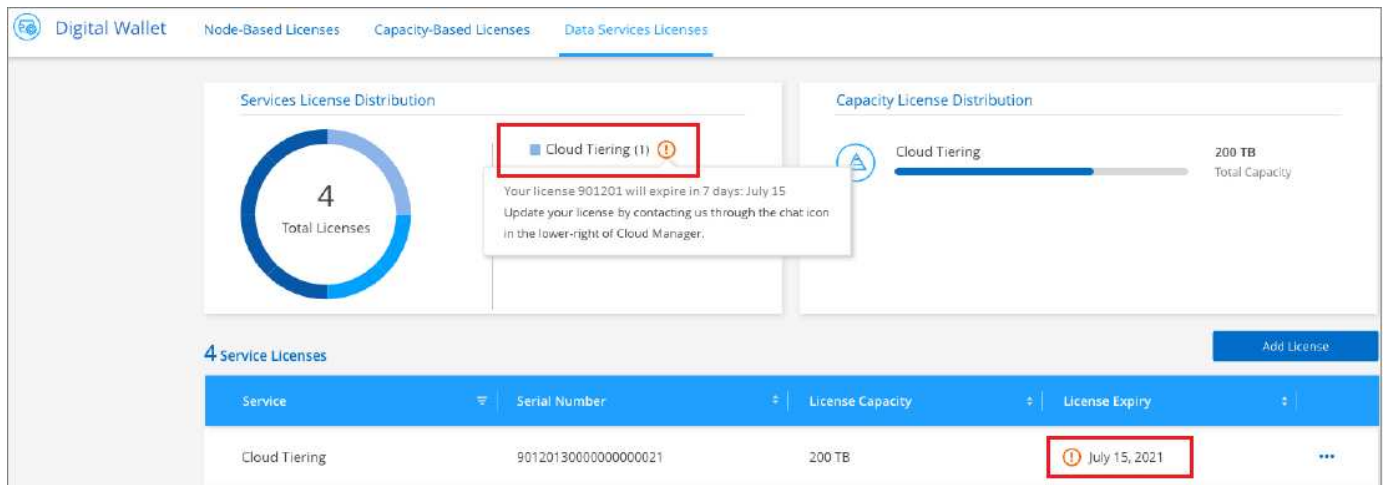 Digital Wallet
Node-Based Licenses
Capacity-Based Licenses
Data Services Licenses
Services License Distribution
4
Total Licenses
Cloud Tiering (1)
Your license 901201 will expire in 7 days: July 15
Update your license by contacting us through the chat icon
in the lower-right of Cloud Manager.
Capacity License Distribution
Cloud Tiering
200 TB
Total Capacity
4 Service Licenses
Add License
Service
Serial Number
License Capacity
License Expiry
Cloud Tiering
90120130000000000021
200 TB
July 15, 2021